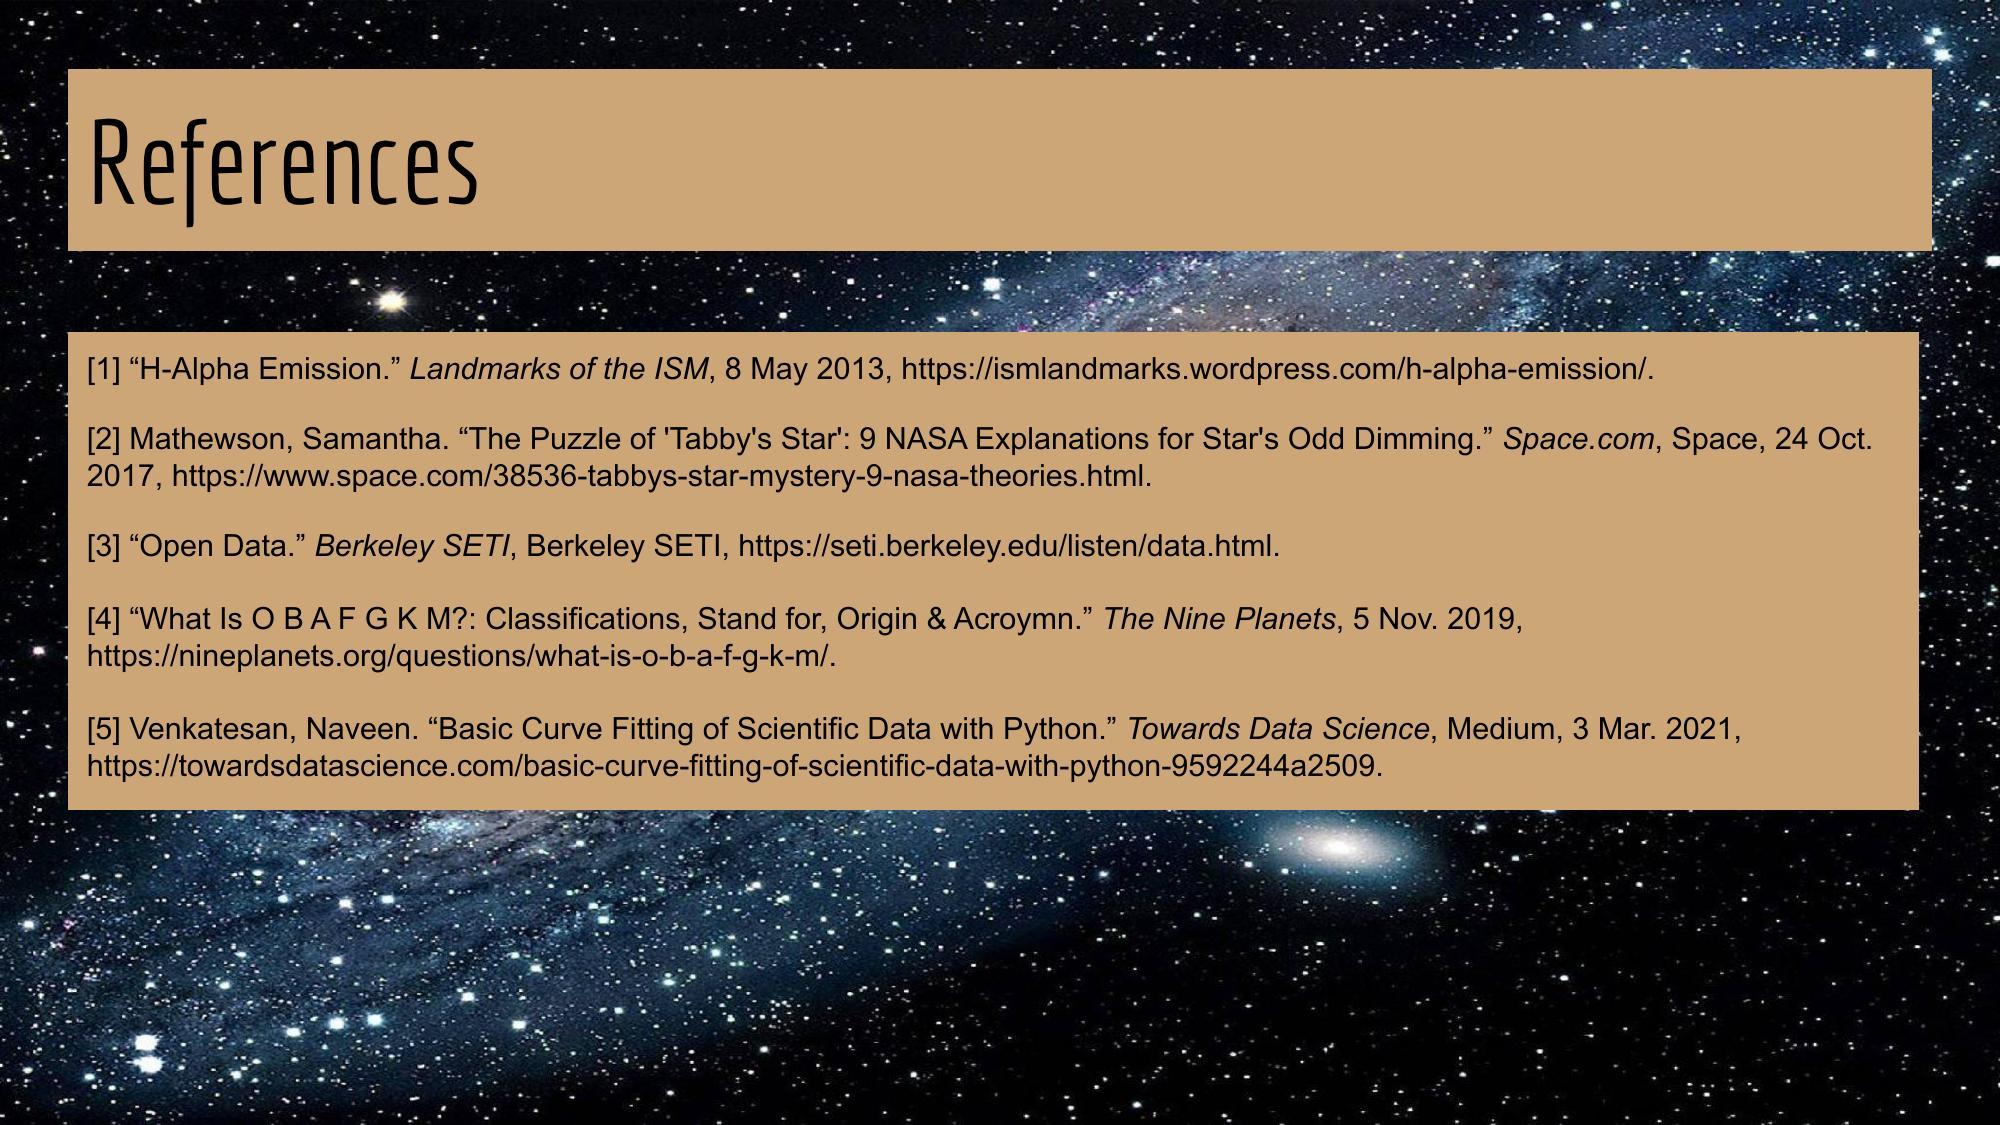 References
[1] “H-Alpha Emission.” Landmarks of the ISM, 8 May 2013, https://ismlandmarks.wordpress.com/h-alpha-emission/.
[2] Mathewson, Samantha. “The Puzzle of 'Tabby's Star': 9 NASA Explanations for Star's Odd Dimming.” Space.com, Space, 24 Oct.
2017, https://www.space.com/38536-tabbys-star-mystery-9-nasa-theories.html.
[3] “Open Data.” Berkeley SETI, Berkeley SETI, https://seti.berkeley.edu/listen/data.html.
[4] “What Is O B A F G K M?: Classifications, Stand for, Origin & Acroymn.” The Nine Planets, 5 Nov. 2019,
https://nineplanets.org/questions/what-is-o-b-a-f-g-k-m/.
[5] Venkatesan, Naveen. “Basic Curve Fitting of Scientific Data with Python.” Towards Data Science, Medium, 3 Mar. 2021,
https://towardsdatascience.com/basic-curve-fitting-of-scientific-data-with-python-9592244a2509.